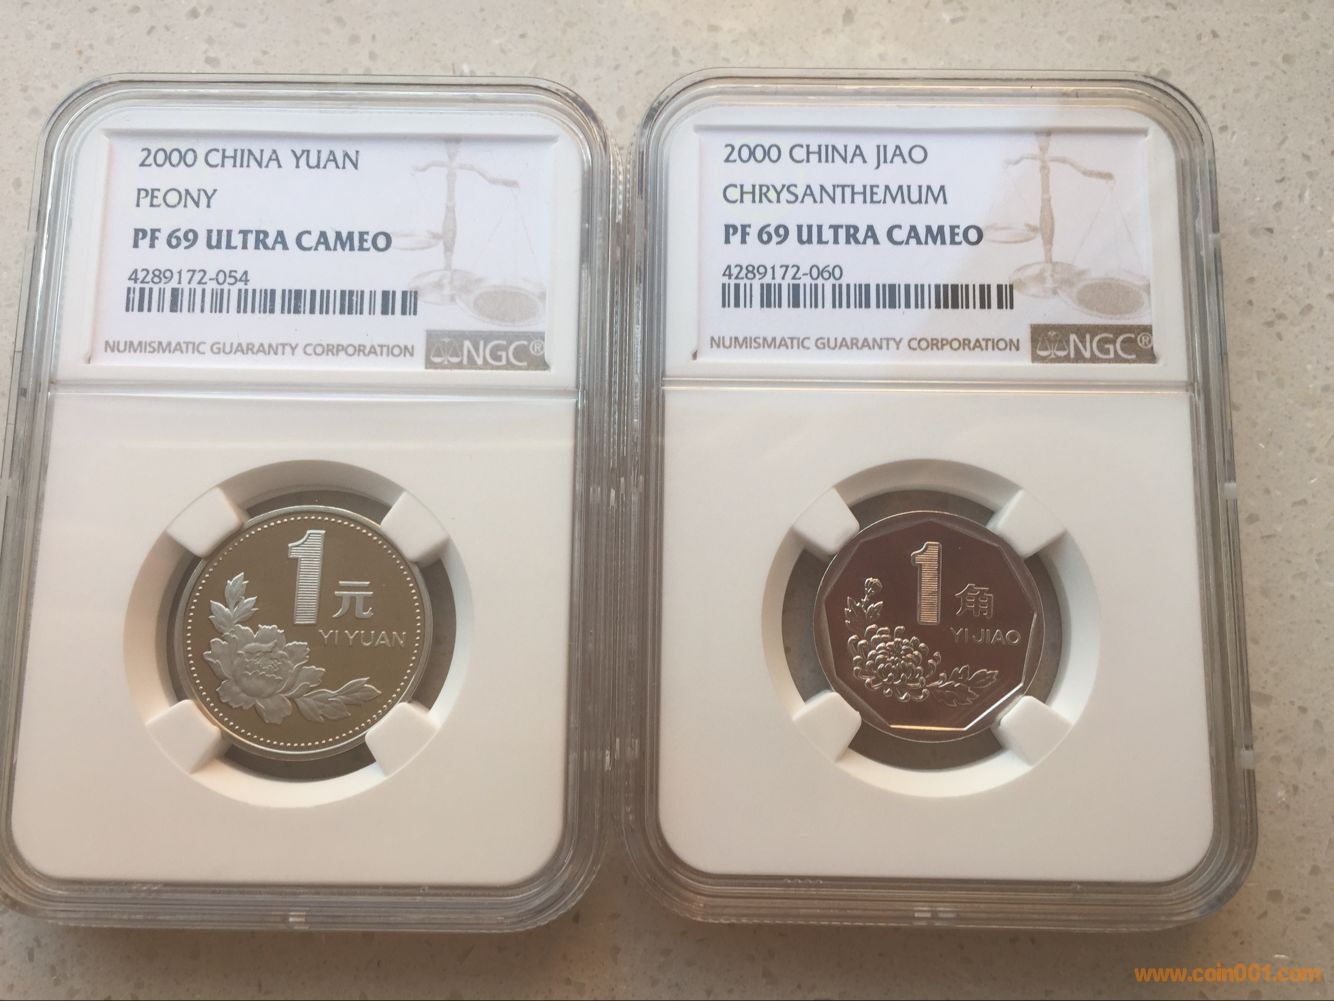 2000 CHINA YUAN
PEONY
PF 69 ULTRA CAMEO
4289172-054
NUMISMATIC GUARANTY CORPORATION
NGC®
1元
YI YUAN
2000 CHINA JIAO
CHRYSANTHEMUM
PF 69 ULTRA CAMEO
4289172-060
NUMISMATIC GUARANTY CORPORATION
NGC®
1角
YI JIAO
www.coin001.com